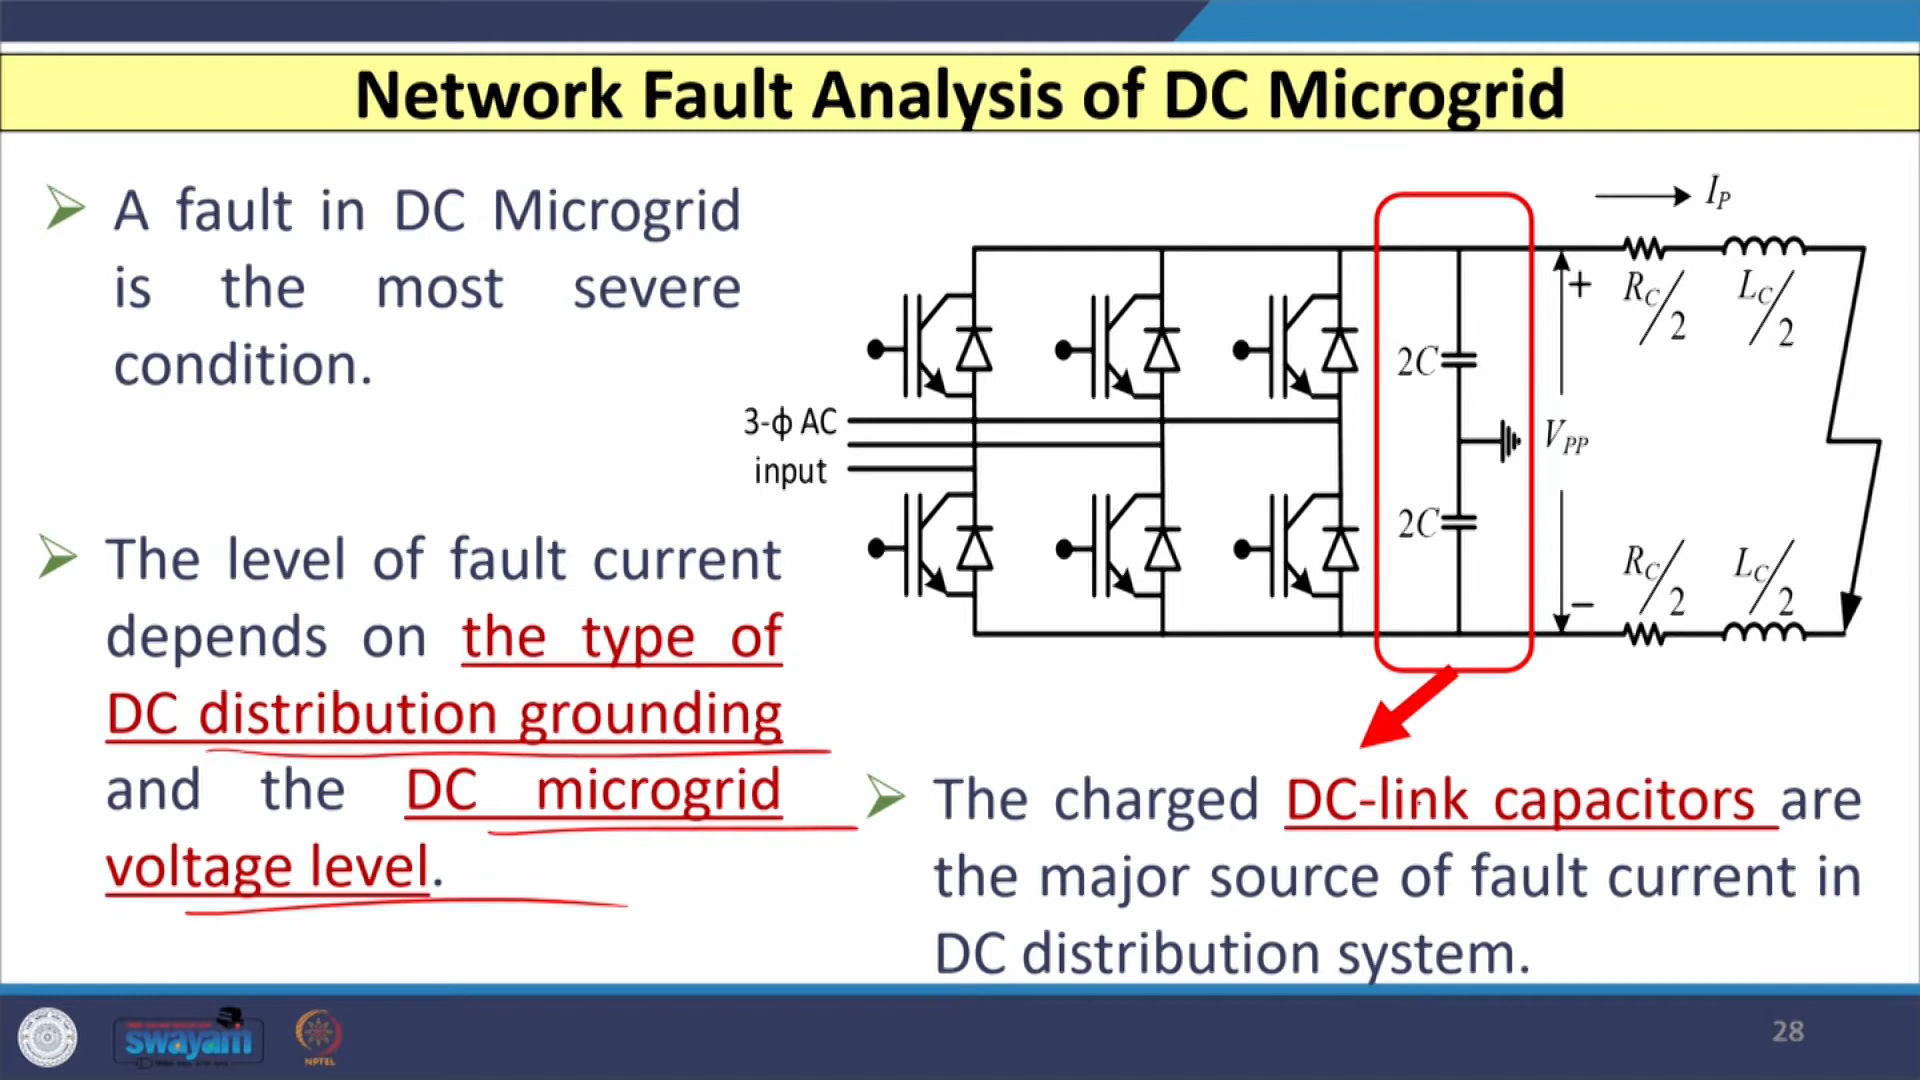 Network Fault Analysis of DC Microgrid
A fault in DC Microgrid
is the most severe
condition.
The level of fault current
depends on the type of
DC distribution grounding
and the DC microgrid
voltage level.
I_P
+
R_C/2
L_C/2
2C
3-ϕ AC
input
V_PP
2C
R_C/2
L_C/2
−
The charged DC-link capacitors are
the major source of fault current in
DC distribution system.
swayam
NPTEL
28